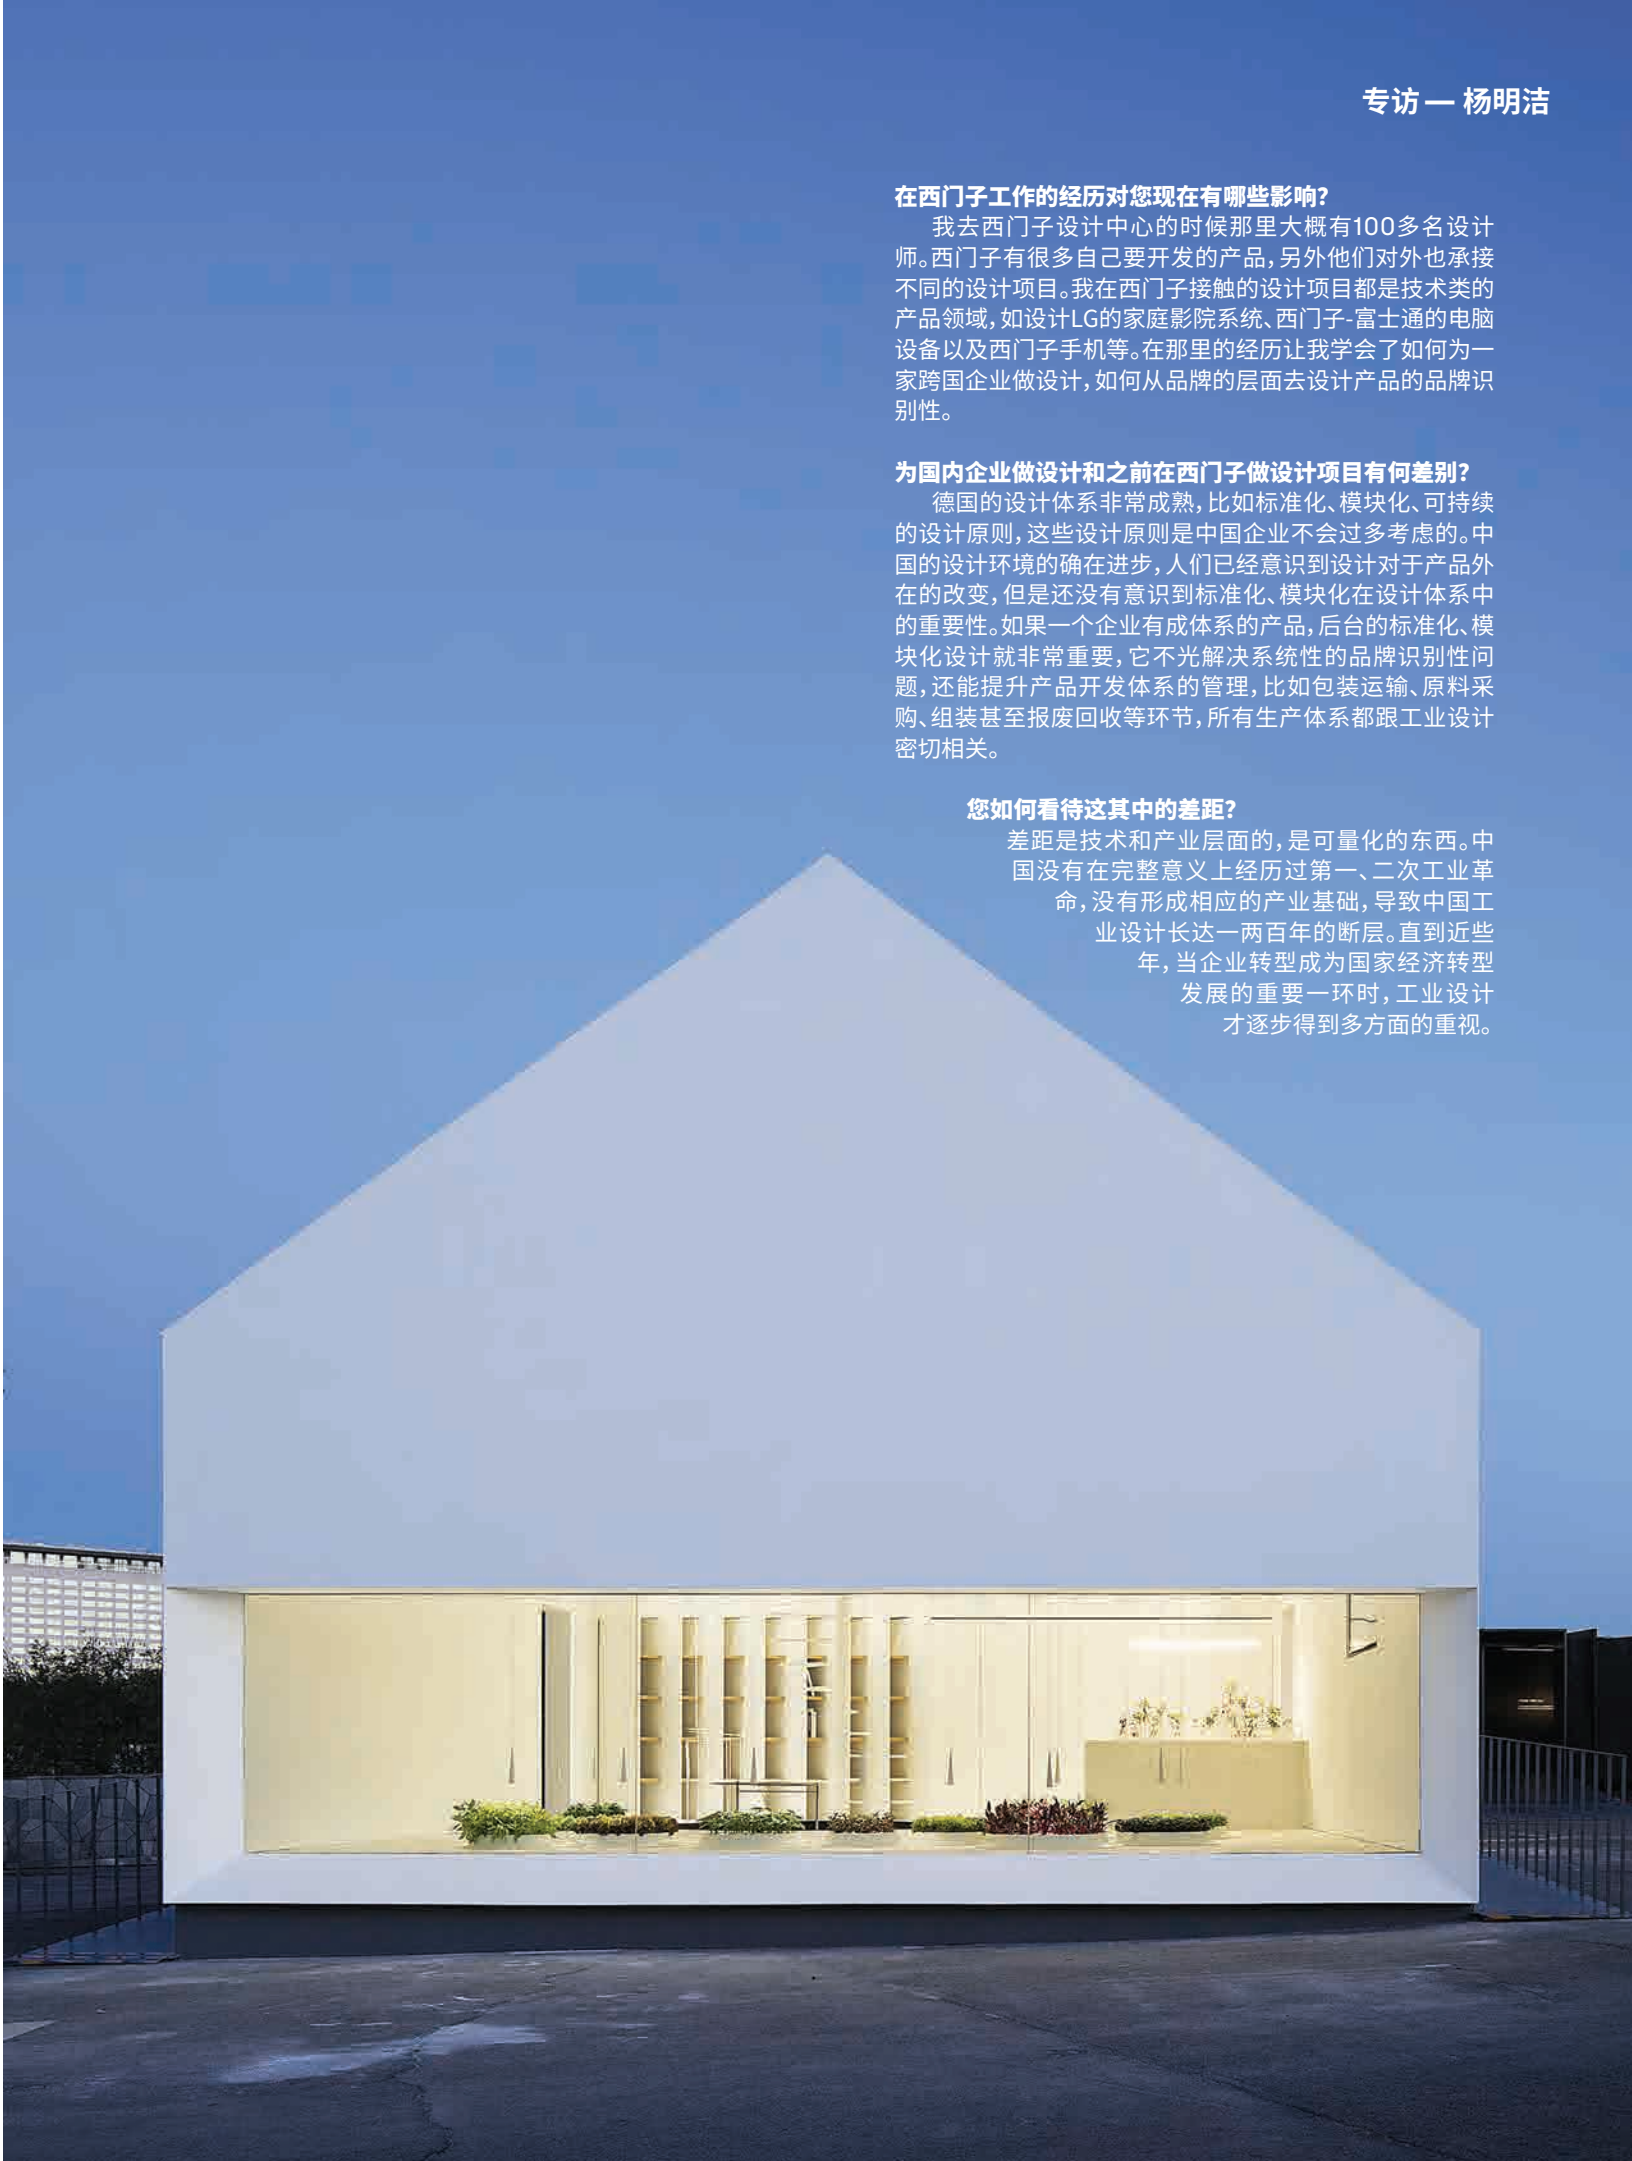 专访 — 杨明洁
在西门子工作的经历对您现在有哪些影响？
我去西门子设计中心的时候那里大概有100多名设计
师。西门子有很多自己要开发的产品，另外他们对外也承接
不同的设计项目。我在西门子接触的设计项目都是技术类的
产品领域，如设计LG的家庭影院系统、西门子-富士通的电脑
设备以及西门子手机等。在那里的经历让我学会了如何为一
家跨国企业做设计，如何从品牌的层面去设计产品的品牌识
别性。
为国内企业做设计和之前在西门子做设计项目有何差别？
德国的设计体系非常成熟，比如标准化、模块化、可持续
的设计原则，这些设计原则是中国企业不会过多考虑的。中
国的设计环境的确在进步，人们已经意识到设计对于产品外
在的改变，但是还没有意识到标准化、模块化在设计体系中
的重要性。如果一个企业有成体系的产品，后台的标准化、模
块化设计就非常重要，它不光解决系统性的品牌识别性问
题，还能提升产品开发体系的管理，比如包装运输、原料采
购、组装甚至报废回收等环节，所有生产体系都跟工业设计
密切相关。
您如何看待这其中的差距？
差距是技术和产业层面的，是可量化的东西。中
国没有在完整意义上经历过第一、二次工业革
命，没有形成相应的产业基础，导致中国工
业设计长达一两百年的断层。直到近些
年，当企业转型成为国家经济转型
发展的重要一环时，工业设计
才逐步得到多方面的重视。